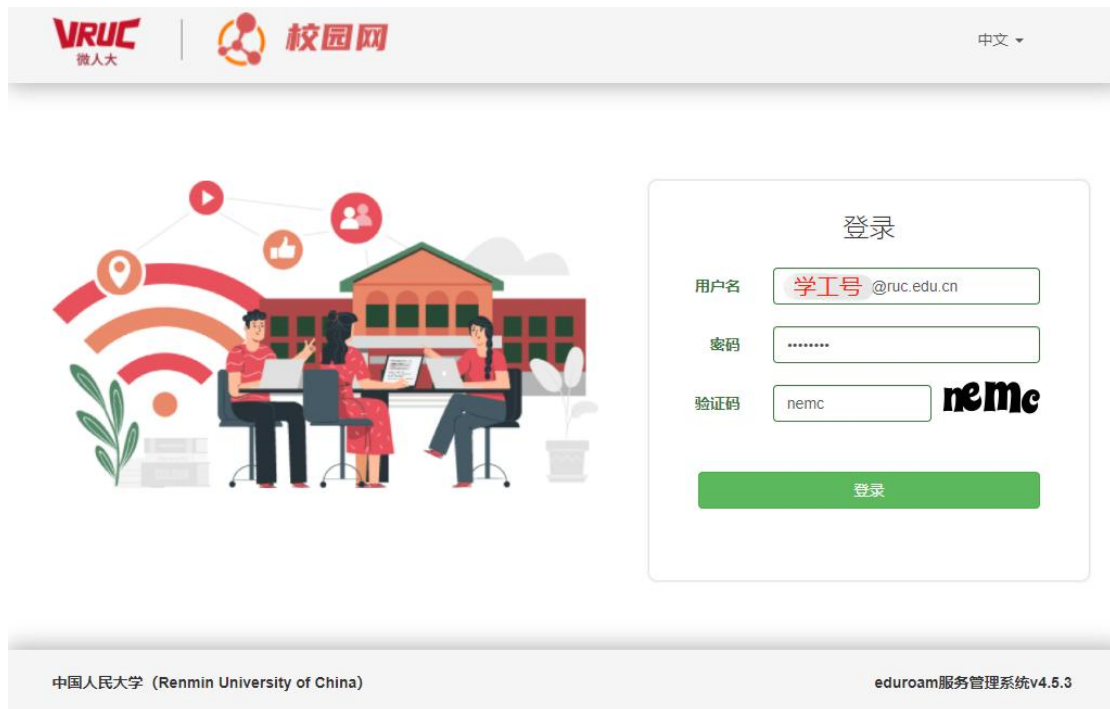 VRUC
微人大
校园网
中文
登录
用户名 学工号 @ruc.edu.cn
密码 ········
验证码 nemc nemc
登录
中国人民大学（Renmin University of China）
eduroam服务管理系统v4.5.3